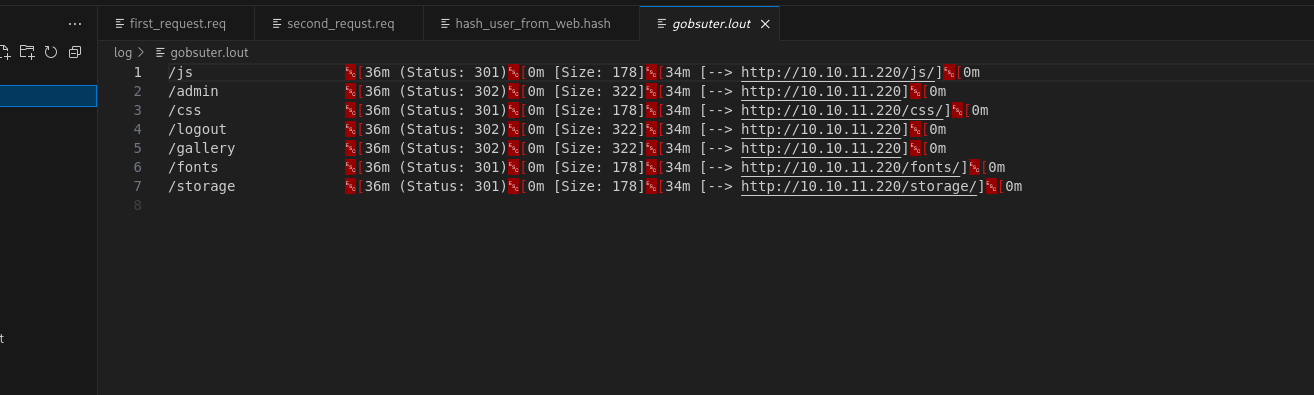 ···
first_request.req
second_requst.req
hash_user_from_web.hash
gobsuter.lout
log > gobsuter.lout
1 /js ␛[36m (Status: 301)␛[0m [Size: 178]␛[34m [--> http://10.10.11.220/js/]␛[0m
2 /admin ␛[36m (Status: 302)␛[0m [Size: 322]␛[34m [--> http://10.10.11.220]␛[0m
3 /css ␛[36m (Status: 301)␛[0m [Size: 178]␛[34m [--> http://10.10.11.220/css/]␛[0m
4 /logout ␛[36m (Status: 302)␛[0m [Size: 322]␛[34m [--> http://10.10.11.220]␛[0m
5 /gallery ␛[36m (Status: 302)␛[0m [Size: 322]␛[34m [--> http://10.10.11.220]␛[0m
6 /fonts ␛[36m (Status: 301)␛[0m [Size: 178]␛[34m [--> http://10.10.11.220/fonts/]␛[0m
7 /storage ␛[36m (Status: 301)␛[0m [Size: 178]␛[34m [--> http://10.10.11.220/storage/]␛[0m
8
t